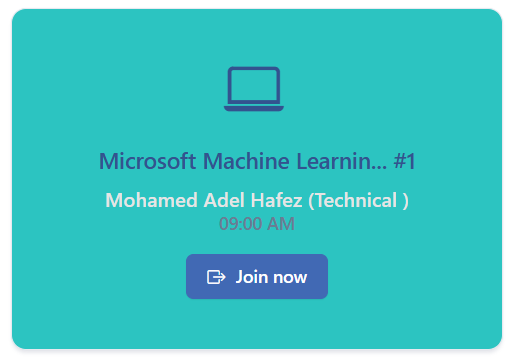 Microsoft Machine Learnin... #1
Mohamed Adel Hafez (Technical )
09:00 AM
Join now